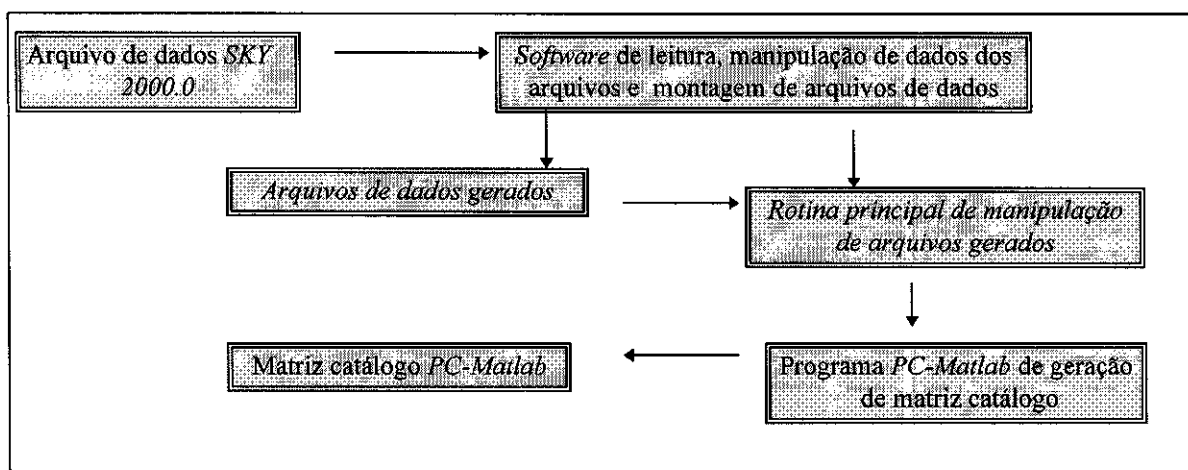 Arquivo de dados SKY
2000.0
Software de leitura, manipulação de dados dos
arquivos e montagem de arquivos de dados
Arquivos de dados gerados
Rotina principal de manipulação
de arquivos gerados
Matriz catálogo PC-Matlab
Programa PC-Matlab de geração
de matriz catálogo